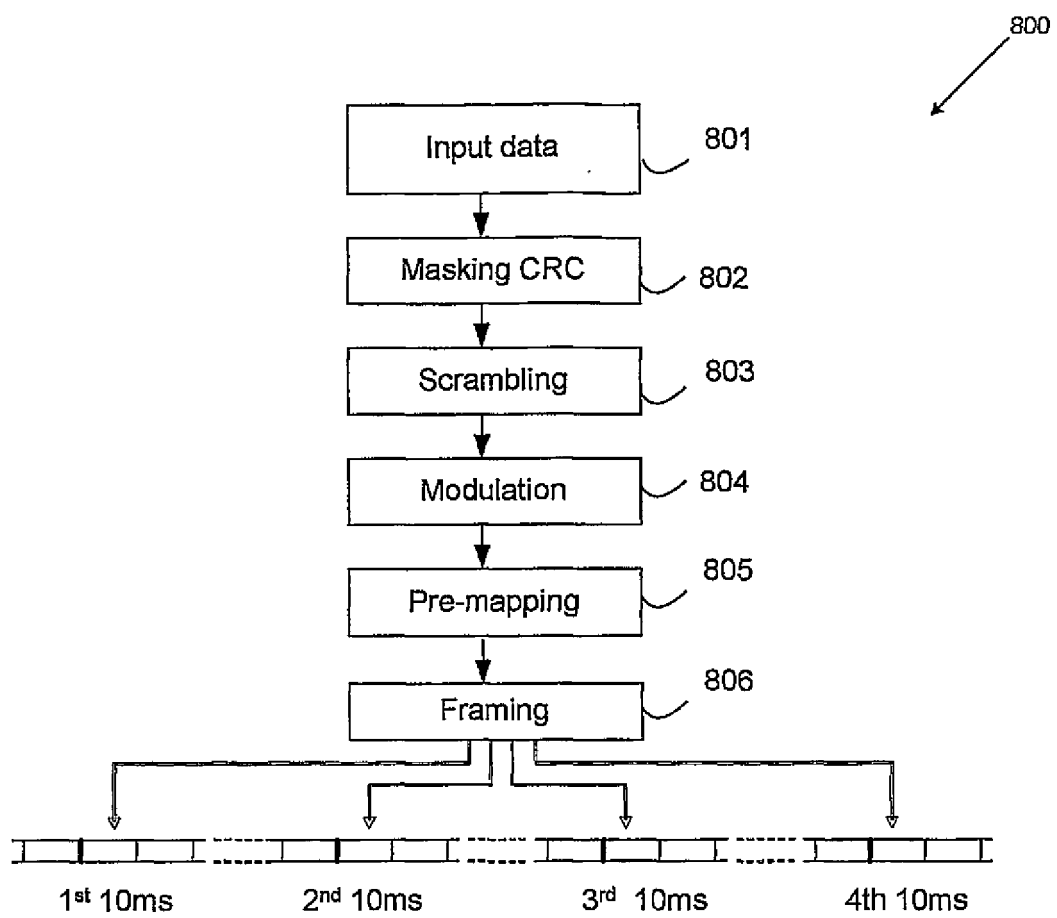 800
Input data
801
Masking CRC
802
Scrambling
803
Modulation
804
Pre-mapping
805
Framing
806
1st 10ms 2nd 10ms 3rd 10ms 4th 10ms